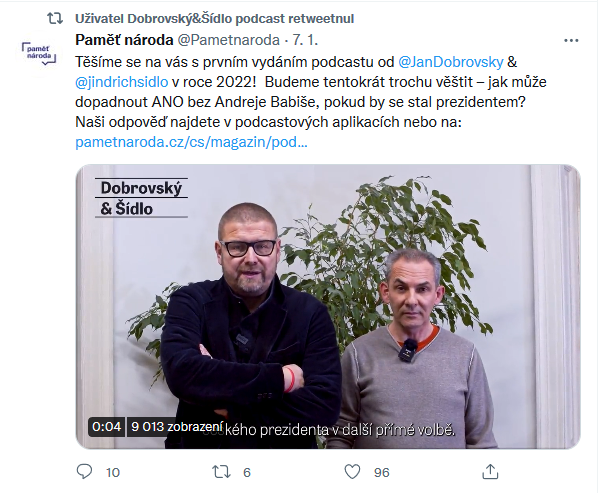 Uživatel Dobrovský&Šídlo podcast retweetnul
Paměť národa @Pametnaroda · 7. 1.
paměť
národa
Těšíme se na vás s prvním vydáním podcastu od @JanDobrovsky &
@jindrichsidlo v roce 2022! Budeme tentokrát trochu věštit – jak může
dopadnout ANO bez Andreje Babiše, pokud by se stal prezidentem?
Naši odpověď najdete v podcastových aplikacích nebo na:
pametnaroda.cz/cs/magazin/pod…
Dobrovský
& Šídlo
0:04 9 013 zobrazení kého prezidenta v další přímé volbě.
10 6 96